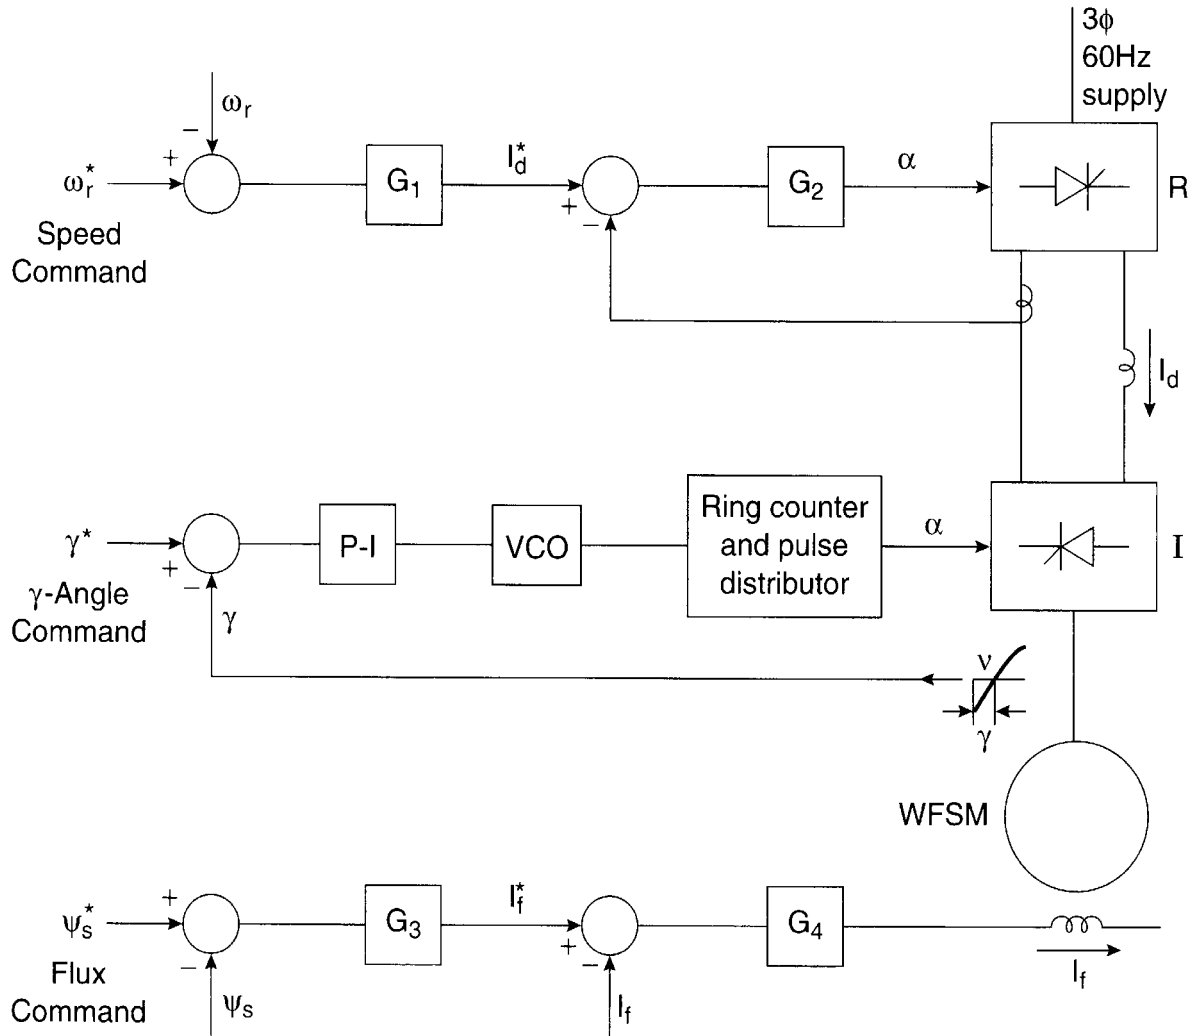 3ϕ
60Hz
supply
ω_r
−
+
ω_r^*
Speed
Command
G₁
I_d^*
+
−
G₂
α
R
I_d
γ^*
+
−
γ-Angle
Command
γ
P-I
VCO
Ring counter
and pulse
distributor
α
I
ν
γ
WFSM
+
ψ_s^*
−
Flux
Command
ψ_s
G₃
I_f^*
+
−
I_f
G₄
I_f